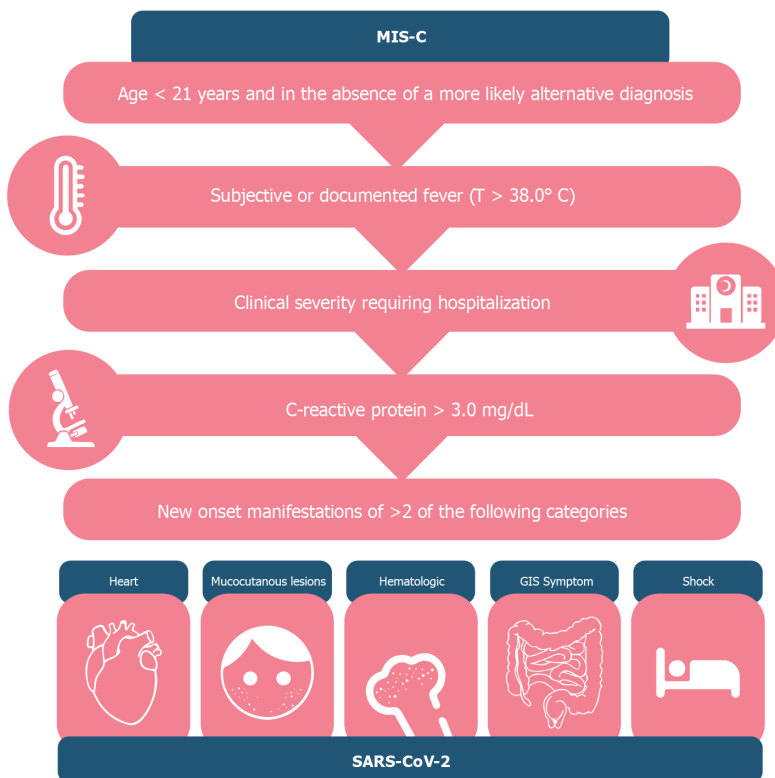 MIS-C
Age < 21 years and in the absence of a more likely alternative diagnosis
Subjective or documented fever (T > 38.0° C)
Clinical severity requiring hospitalization
C-reactive protein > 3.0 mg/dL
New onset manifestations of >2 of the following categories
Heart
Mucocutanous lesions
Hematologic
GIS Symptom
Shock
SARS-CoV-2